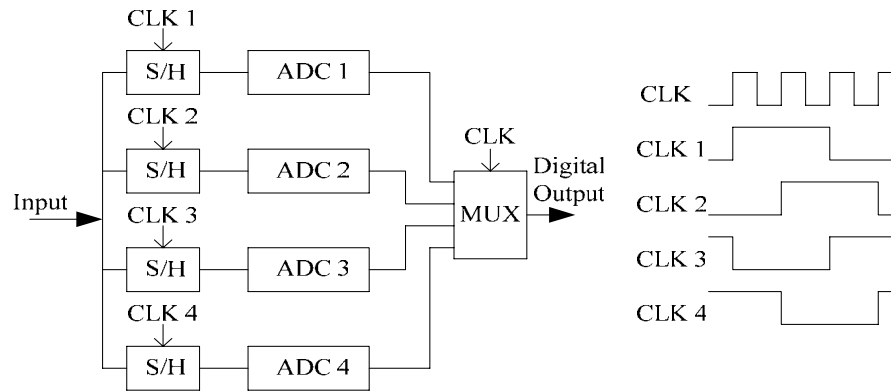 CLK 1
S/H
ADC 1
CLK 2
S/H
ADC 2
CLK 3
S/H
ADC 3
CLK 4
S/H
ADC 4
Input
CLK
MUX
Digital
Output
CLK
CLK 1
CLK 2
CLK 3
CLK 4